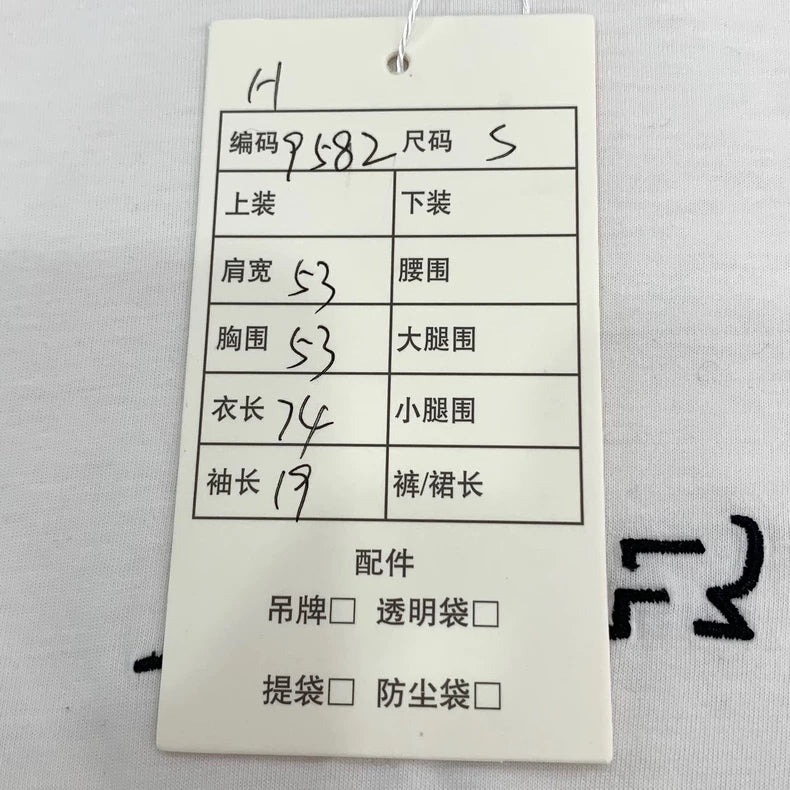 H
编码 9582 尺码 S
上装 下装
肩宽 53 腰围
胸围 53 大腿围
衣长 74 小腿围
袖长 19 裤/裙长
配件
吊牌□ 透明袋□
提袋□ 防尘袋□